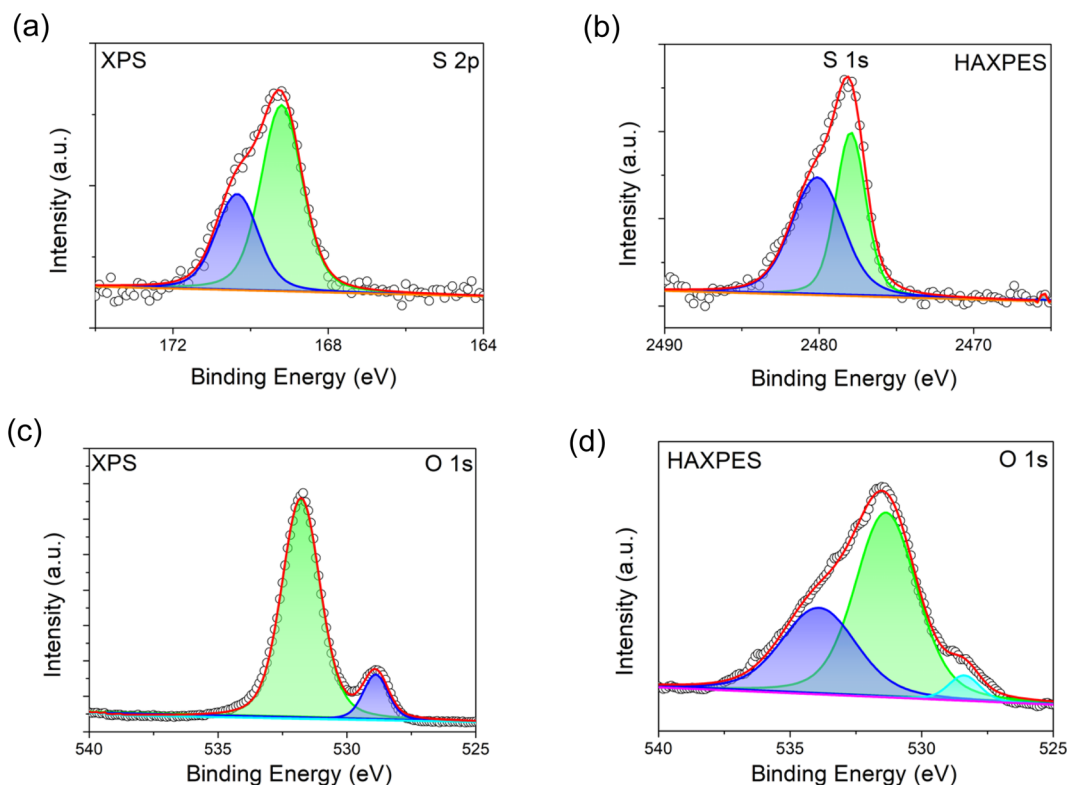 (a)
XPS
S 2p
Intensity (a.u.)
172
168
164
Binding Energy (eV)
(b)
S 1s
HAXPES
Intensity (a.u.)
2490
2480
2470
Binding Energy (eV)
(c)
XPS
O 1s
Intensity (a.u.)
540
535
530
525
Binding Energy (eV)
(d)
HAXPES
O 1s
Intensity (a.u.)
540
535
530
525
Binding Energy (eV)